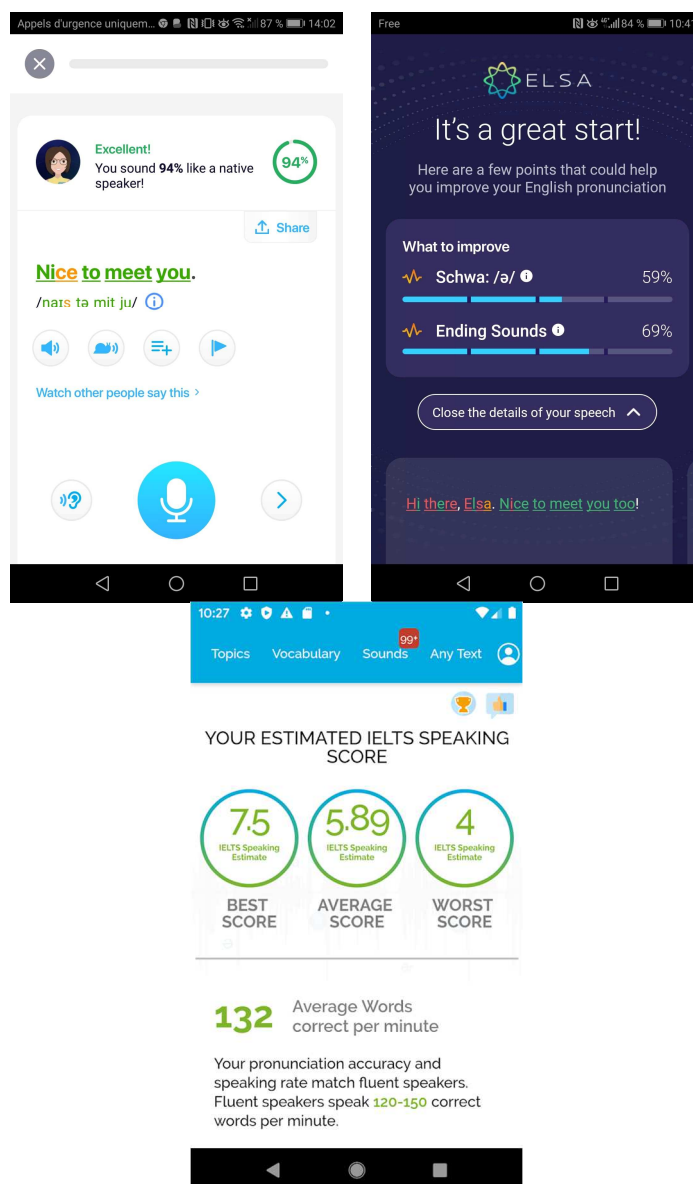 Appels d'urgence uniquem... 87 % 14:02
Excellent!
You sound 94% like a native
speaker!
94%
Share
Nice to meet you.
/naɪs tə mit ju/
Watch other people say this >
Free 84 % 10:41
ELSA
It's a great start!
Here are a few points that could help
you improve your English pronunciation
What to improve
Schwa: /ə/ 59%
Ending Sounds 69%
Close the details of your speech
Hi there, Elsa. Nice to meet you too!
10:27
99+
Topics Vocabulary Sounds Any Text
YOUR ESTIMATED IELTS SPEAKING
SCORE
7.5 5.89 4
IELTS Speaking IELTS Speaking IELTS Speaking
Estimate Estimate Estimate
BEST AVERAGE WORST
SCORE SCORE SCORE
132 Average Words
correct per minute
Your pronunciation accuracy and
speaking rate match fluent speakers.
Fluent speakers speak 120-150 correct
words per minute.